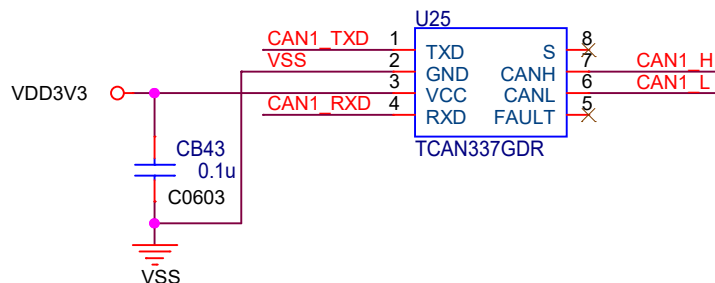 U25
CAN1_TXD 1 TXD S 8
VSS 2 GND CANH 7 CAN1_H
VDD3V3 3 VCC CANL 6 CAN1_L
CAN1_RXD 4 RXD FAULT 5
TCAN337GDR
CB43
0.1u
C0603
VSS